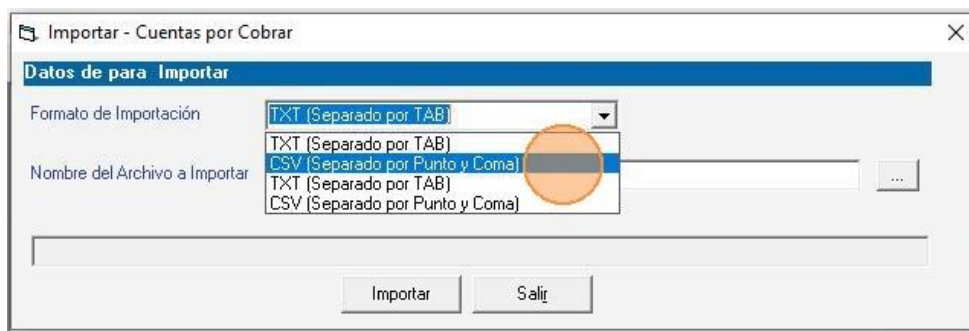 Importar - Cuentas por Cobrar
Datos de para Importar
Formato de Importación
TXT (Separado por TAB)
TXT (Separado por TAB)
CSV (Separado por Punto y Coma)
Nombre del Archivo a Importar
...
TXT (Separado por TAB)
CSV (Separado por Punto y Coma)
Importar
Salir